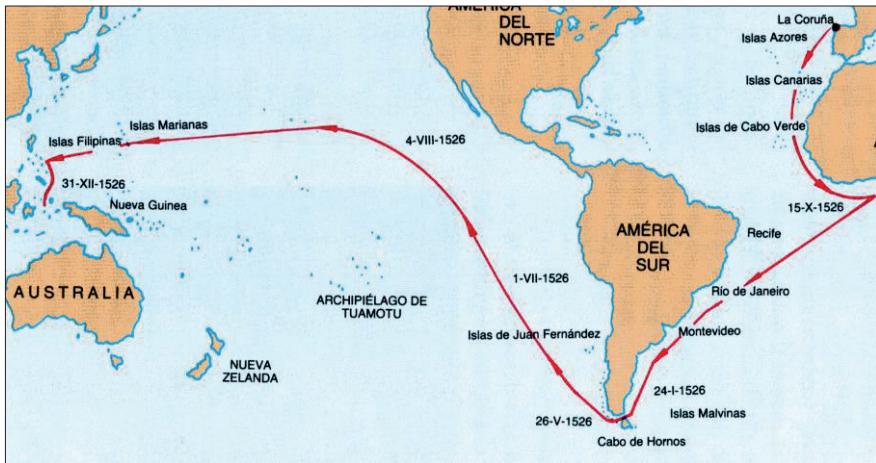 AMÉRICA
DEL
NORTE
La Coruña
Islas Azores
Islas Canarias
Islas de Cabo Verde
Islas Marianas
Islas Filipinas
4-VIII-1526
31-XII-1526
Nueva Guinea
15-X-1526
Recife
AMÉRICA
DEL
SUR
1-VII-1526
AUSTRALIA
ARCHIPIÉLAGO DE
TUAMOTU
Río de Janeiro
Islas de Juan Fernández
Montevideo
NUEVA
ZELANDA
24-I-1526
Islas Malvinas
26-V-1526
Cabo de Hornos